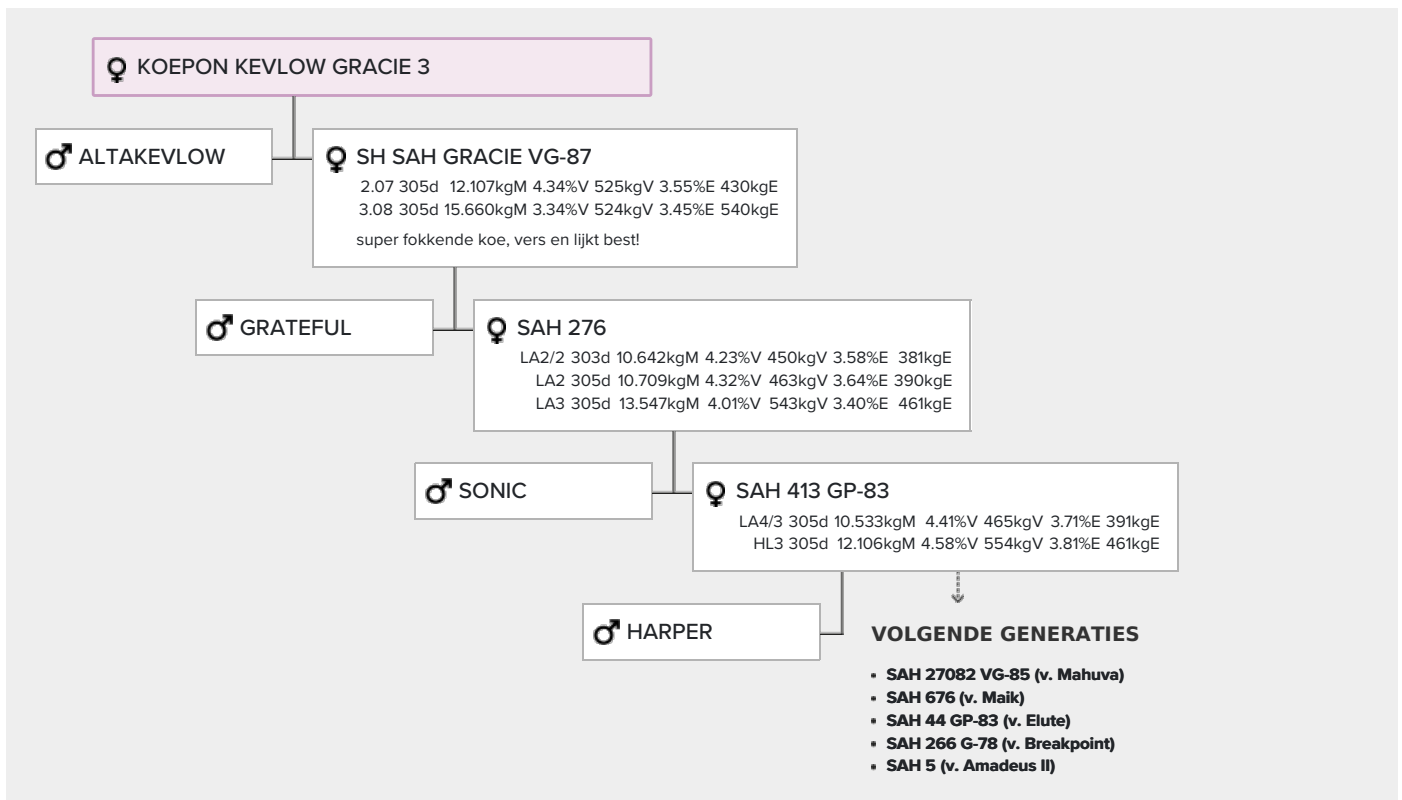 KOEPON KEVLOW GRACIE 3
ALTAKEVLOW
SH SAH GRACIE VG-87
2.07 305d 12.107kgM 4.34%V 525kgV 3.55%E 430kgE
3.08 305d 15.660kgM 3.34%V 524kgV 3.45%E 540kgE
super fokkende koe, vers en lijkt best!
GRATEFUL
SAH 276
LA2/2 303d 10.642kgM 4.23%V 450kgV 3.58%E 381kgE
LA2 305d 10.709kgM 4.32%V 463kgV 3.64%E 390kgE
LA3 305d 13.547kgM 4.01%V 543kgV 3.40%E 461kgE
SONIC
SAH 413 GP-83
LA4/3 305d 10.533kgM 4.41%V 465kgV 3.71%E 391kgE
HL3 305d 12.106kgM 4.58%V 554kgV 3.81%E 461kgE
HARPER
VOLGENDE GENERATIES
• SAH 27082 VG-85 (v. Mahuva)
• SAH 676 (v. Maik)
• SAH 44 GP-83 (v. Elute)
• SAH 266 G-78 (v. Breakpoint)
• SAH 5 (v. Amadeus II)